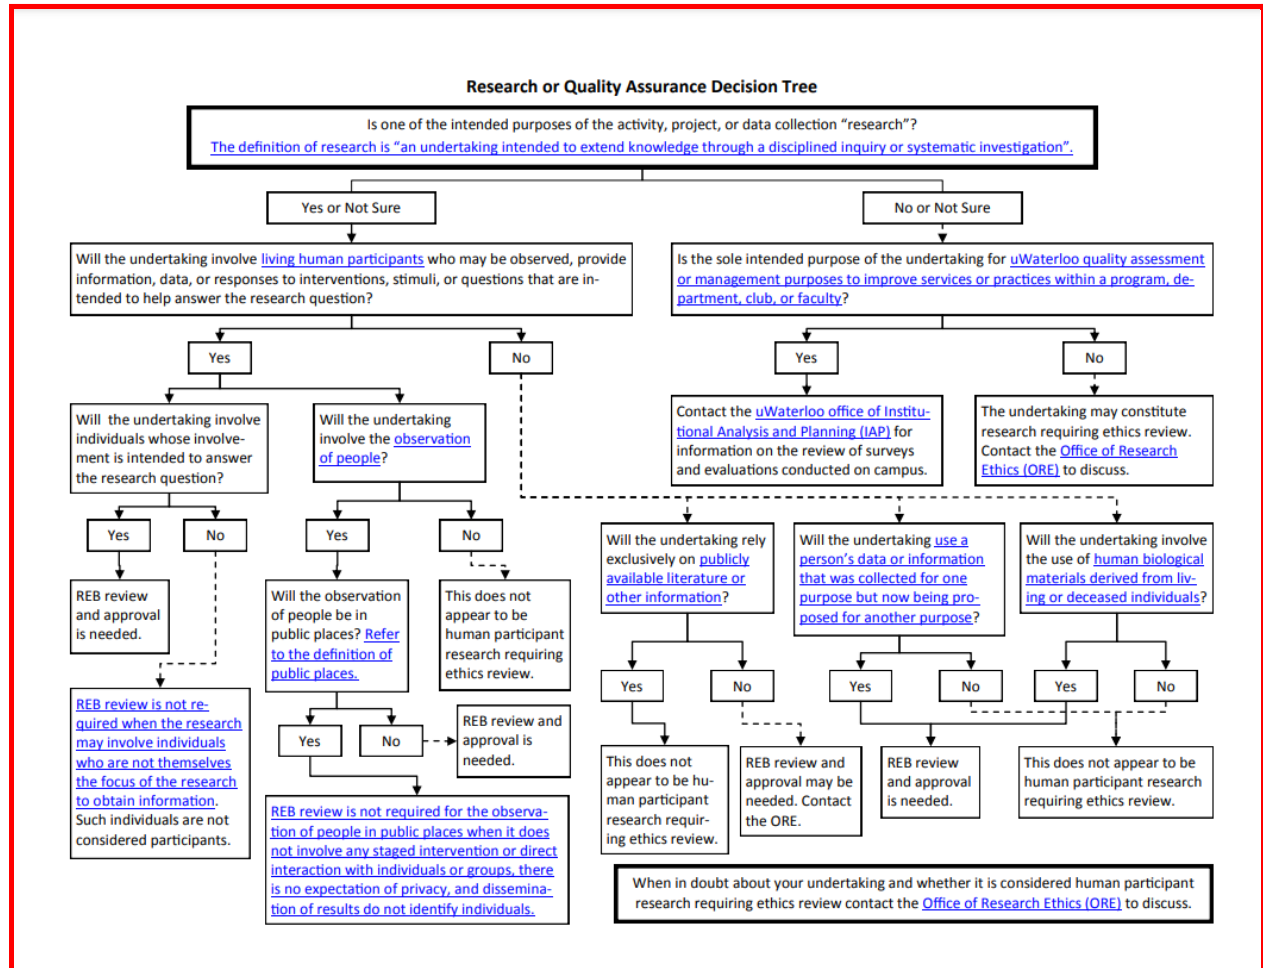 Research or Quality Assurance Decision Tree
Is one of the intended purposes of the activity, project, or data collection “research”?
The definition of research is “an undertaking intended to extend knowledge through a disciplined inquiry or systematic investigation”.
Yes or Not Sure
No or Not Sure
Will the undertaking involve living human participants who may be observed, provide
information, data, or responses to interventions, stimuli, or questions that are in-
tended to help answer the research question?
Is the sole intended purpose of the undertaking for uWaterloo quality assessment
or management purposes to improve services or practices within a program, de-
partment, club, or faculty?
Yes
No
Yes
No
Will the undertaking involve
individuals whose involve-
ment is intended to answer
the research question?
Will the undertaking
involve the observation
of people?
Contact the uWaterloo office of Institu-
tional Analysis and Planning (IAP) for
information on the review of surveys
and evaluations conducted on campus.
The undertaking may constitute
research requiring ethics review.
Contact the Office of Research
Ethics (ORE) to discuss.
Yes
No
Yes
No
Will the undertaking rely
exclusively on publicly
available literature or
other information?
Will the undertaking use a
person’s data or information
that was collected for one
purpose but now being pro-
posed for another purpose?
Will the undertaking involve
the use of human biological
materials derived from liv-
ing or deceased individuals?
REB review
and approval
is needed.
Will the observation
of people be in
public places? Refer
to the definition of
public places.
This does not
appear to be
human participant
research requiring
ethics review.
Yes
No
Yes
No
Yes
No
REB review is not re-
quired when the research
may involve individuals
who are not themselves
the focus of the research
to obtain information.
Such individuals are not
considered participants.
Yes
No
REB review and
approval is
needed.
This does not
appear to be hu-
man participant
research requir-
ing ethics review.
REB review and
approval may be
needed. Contact
the ORE.
REB review
and approval
is needed.
This does not appear to be
human participant research
requiring ethics review.
REB review is not required for the observa-
tion of people in public places when it does
not involve any staged intervention or direct
interaction with individuals or groups, there
is no expectation of privacy, and dissemina-
tion of results do not identify individuals.
When in doubt about your undertaking and whether it is considered human participant
research requiring ethics review contact the Office of Research Ethics (ORE) to discuss.